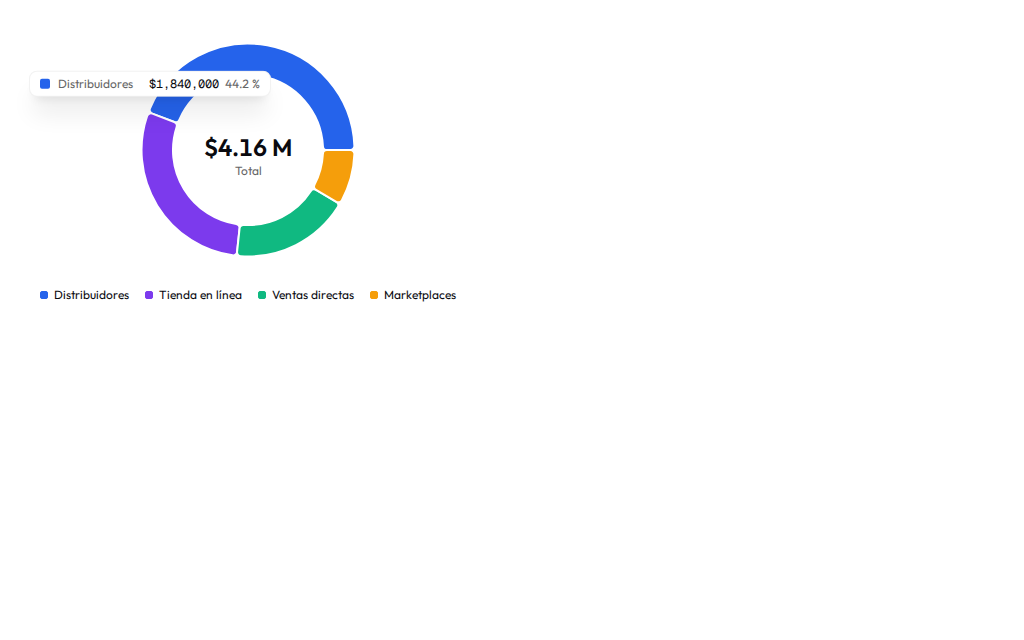 Distribuidores $1,840,000 44.2 %
$4.16 M
Total
Distribuidores Tienda en línea Ventas directas Marketplaces